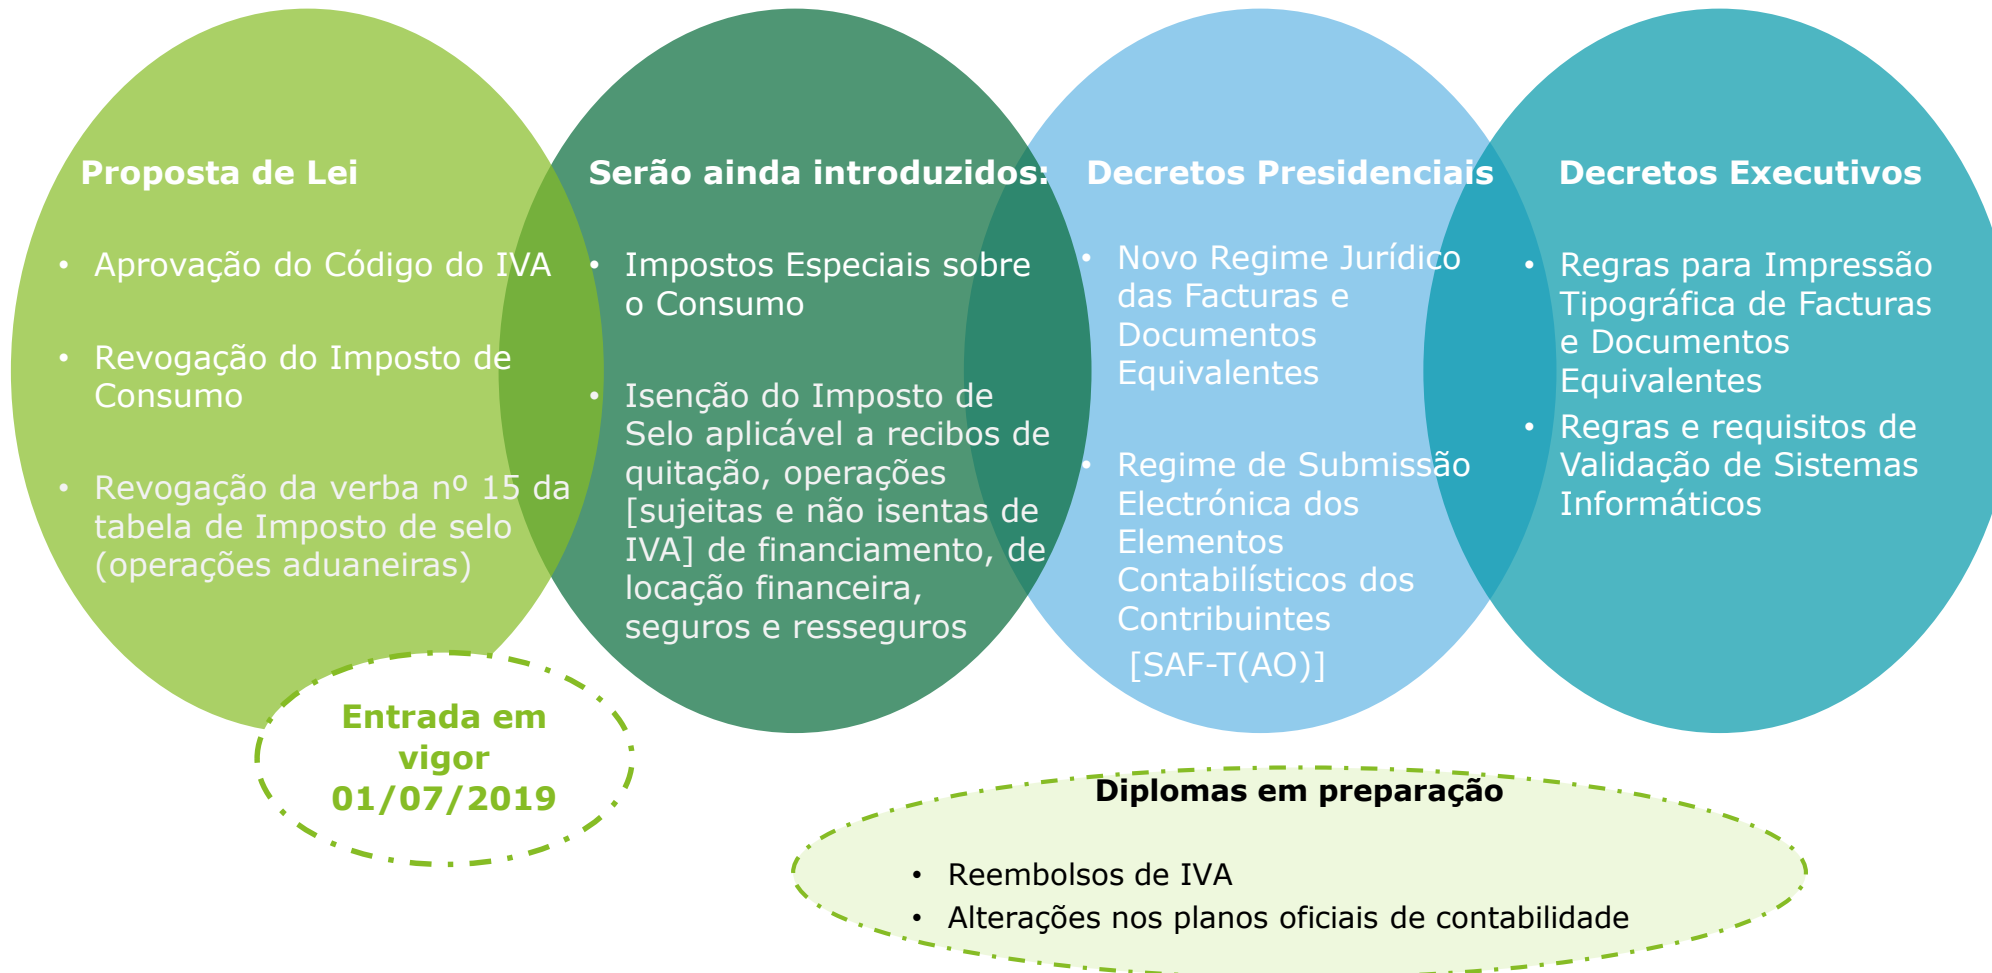 Proposta de Lei
• Aprovação do Código do IVA
• Revogação do Imposto de
Consumo
• Revogação da verba nº 15 da
tabela de Imposto de selo
(operações aduaneiras)
Entrada em
vigor
01/07/2019
Serão ainda introduzidos:
• Impostos Especiais sobre
o Consumo
• Isenção do Imposto de
Selo aplicável a recibos de
quitação, operações
[sujeitas e não isentas de
IVA] de financiamento, de
locação financeira,
seguros e resseguros
Decretos Presidenciais
• Novo Regime Jurídico
das Facturas e
Documentos
Equivalentes
• Regime de Submissão
Electrónica dos
Elementos
Contabilísticos dos
Contribuintes
[SAF-T(AO)]
Decretos Executivos
• Regras para Impressão
Tipográfica de Facturas
e Documentos
Equivalentes
• Regras e requisitos de
Validação de Sistemas
Informáticos
Diplomas em preparação
• Reembolsos de IVA
• Alterações nos planos oficiais de contabilidade